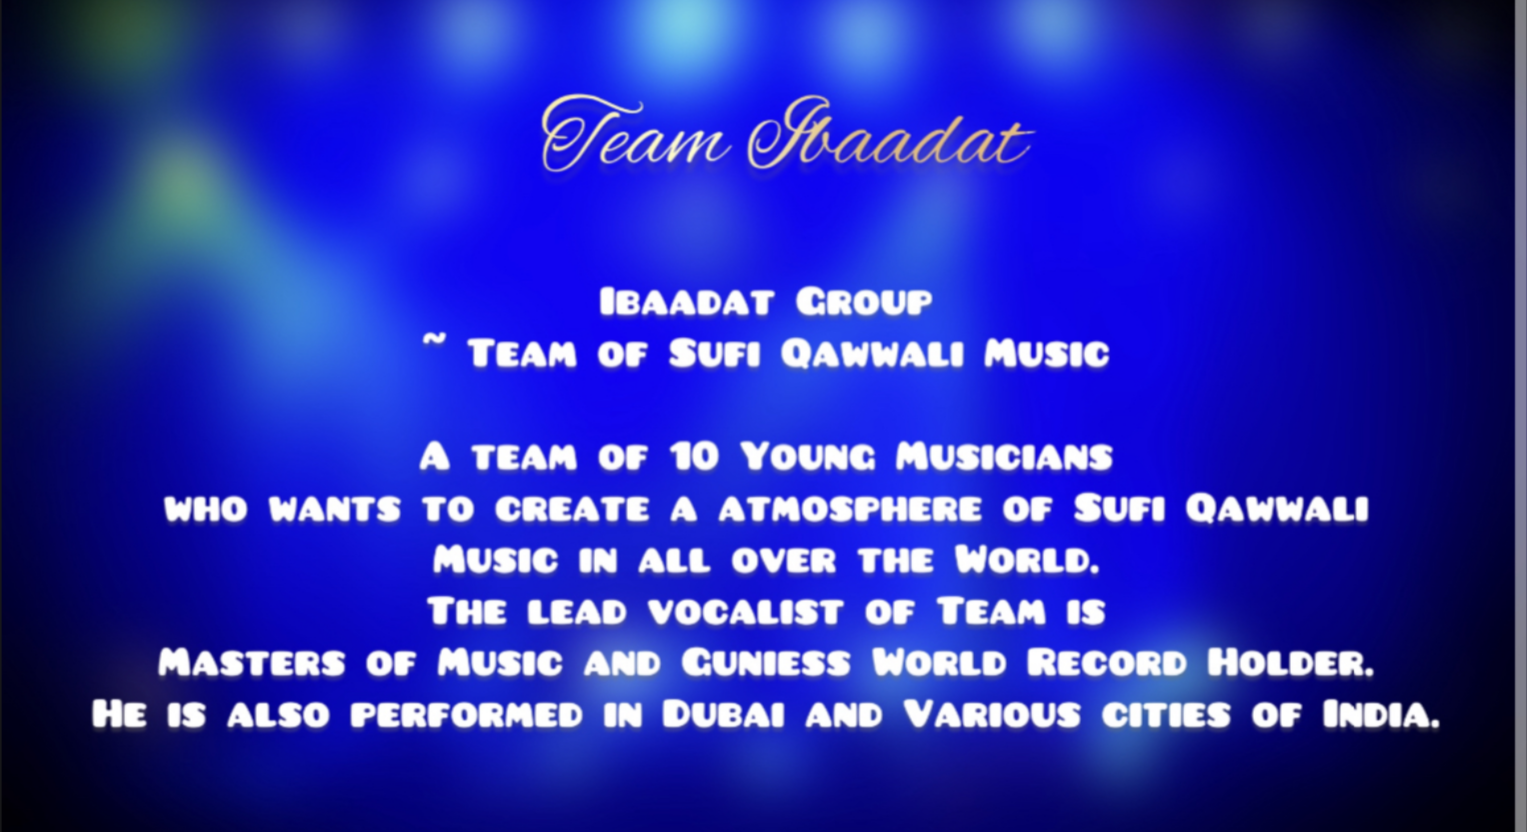 Team Ibaadat
Ibaadat Group
~ Team of Sufi Qawwali Music
A team of 10 Young Musicians
who wants to create a atmosphere of Sufi Qawwali
Music in all over the World.
The lead vocalist of Team is
Masters of Music and Guniess World Record Holder.
He is also performed in Dubai and Various cities of India.